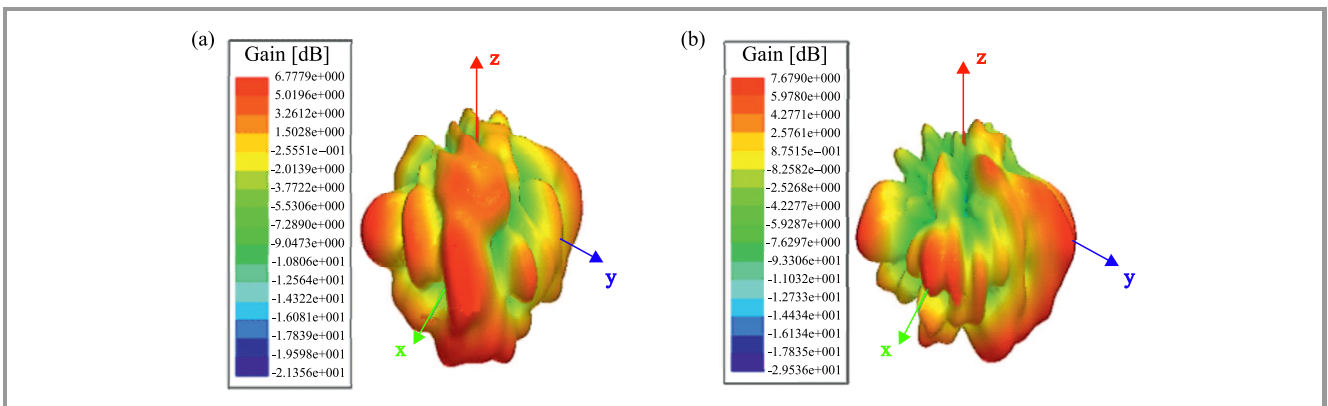 (a)
Gain [dB]
6.7779e+000
5.0196e+000
3.2612e+000
1.5028e+000
-2.5551e-001
-2.0139e+000
-3.7722e+000
-5.5306e+000
-7.2890e+000
-9.0473e+000
-1.0806e+001
-1.2564e+001
-1.4322e+001
-1.6081e+001
-1.7839e+001
-1.9598e+001
-2.1356e+001
z
y
x
(b)
Gain [dB]
7.6790e+000
5.9780e+000
4.2771e+000
2.5761e+000
8.7515e-001
-8.2582e-000
-2.5268e+000
-4.2277e+000
-5.9287e+000
-7.6297e+000
-9.3306e+000
-1.1032e+001
-1.2733e+001
-1.4434e+001
-1.6134e+001
-1.7835e+001
-2.9536e+001
z
y
x